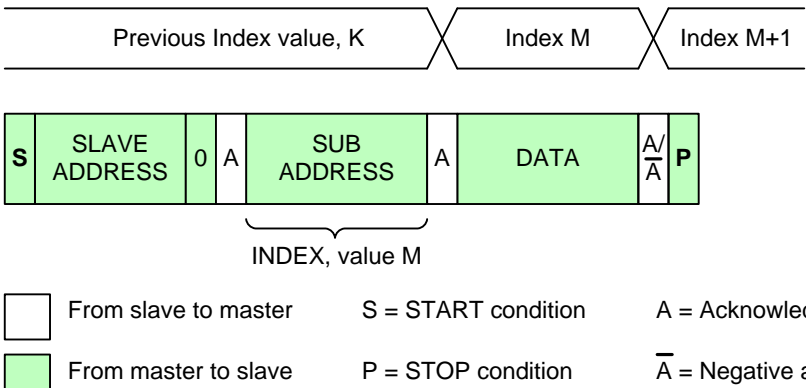 Previous Index value, K Index M Index M+1
S SLAVE ADDRESS 0 A SUB ADDRESS A DATA A/A̅ P
INDEX, value M
From slave to master S = START condition A =
From master to slave P = STOP condition A̅ = Negative